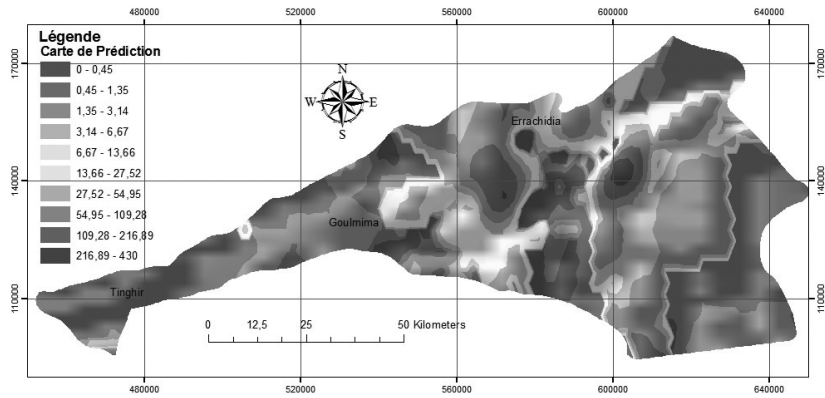 480000 520000 560000 600000 640000
170000 170000
140000 140000
110000 110000
Légende
Carte de Prédiction
0 - 0,45
0,45 - 1,35
1,35 - 3,14
3,14 - 6,67
6,67 - 13,66
13,66 - 27,52
27,52 - 54,95
54,95 - 109,28
109,28 - 216,89
216,89 - 430
N
W E
S
Errachidia
Goulmima
Tinghir
0 12,5 25 50 Kilometers
480000 520000 560000 600000 640000